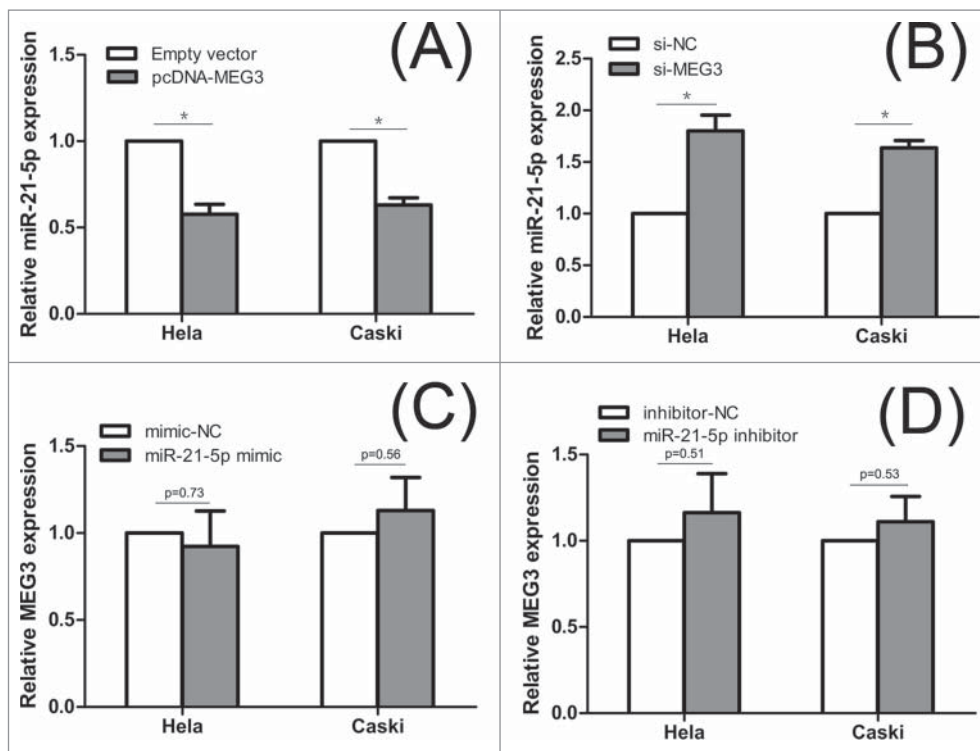 (A)
Empty vector
pcDNA-MEG3
Relative miR-21-5p expression
1.5
1.0
0.5
0.0
*
*
Hela
Caski
(B)
si-NC
si-MEG3
Relative miR-21-5p expression
2.5
2.0
1.5
1.0
0.5
0.0
*
*
Hela
Caski
(C)
mimic-NC
miR-21-5p mimic
Relative MEG3 expression
1.5
1.0
0.5
0.0
p=0.73
p=0.56
Hela
Caski
(D)
inhibitor-NC
miR-21-5p inhibitor
Relative MEG3 expression
1.5
1.0
0.5
0.0
p=0.51
p=0.53
Hela
Caski